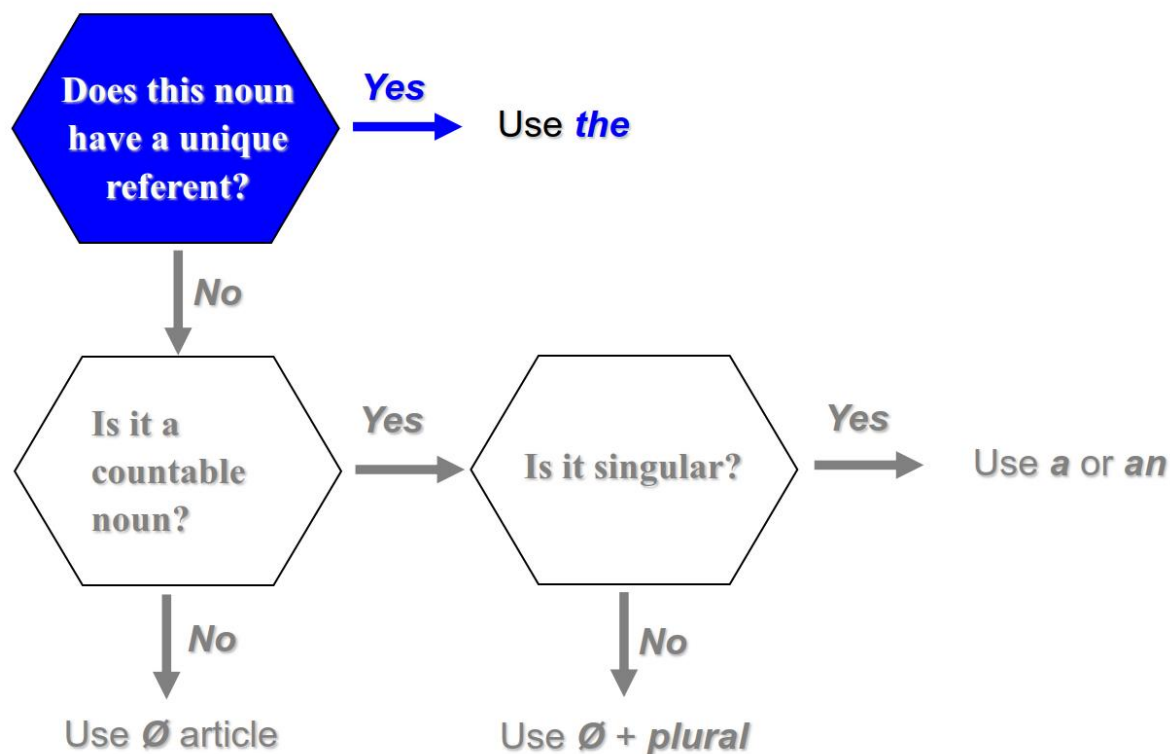 Does this noun
have a unique
referent?
Yes
Use the
No
Is it a
countable
noun?
Yes
Is it singular?
Yes
Use a or an
No
Use Ø article
No
Use Ø + plural